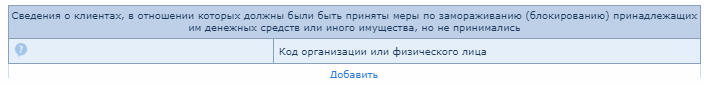 Сведения о клиентах, в отношении которых должны были быть приняты меры по замораживанию (блокированию) принадлежащих
им денежных средств или иного имущества, но не принимались
?
Код организации или физического лица
Добавить